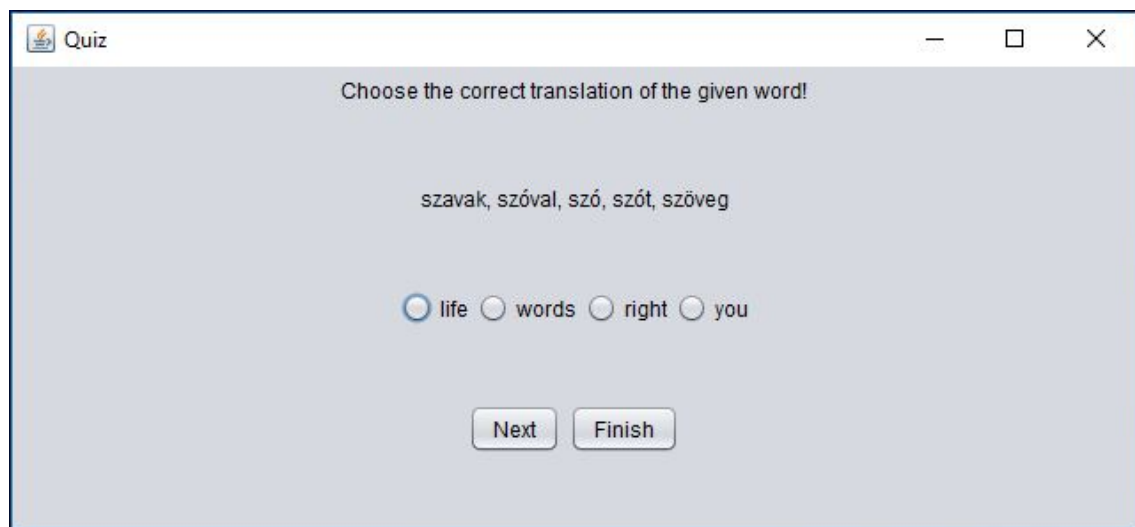 Quiz
Choose the correct translation of the given word!
szavak, szóval, szó, szót, szöveg
life words right you
Next Finish